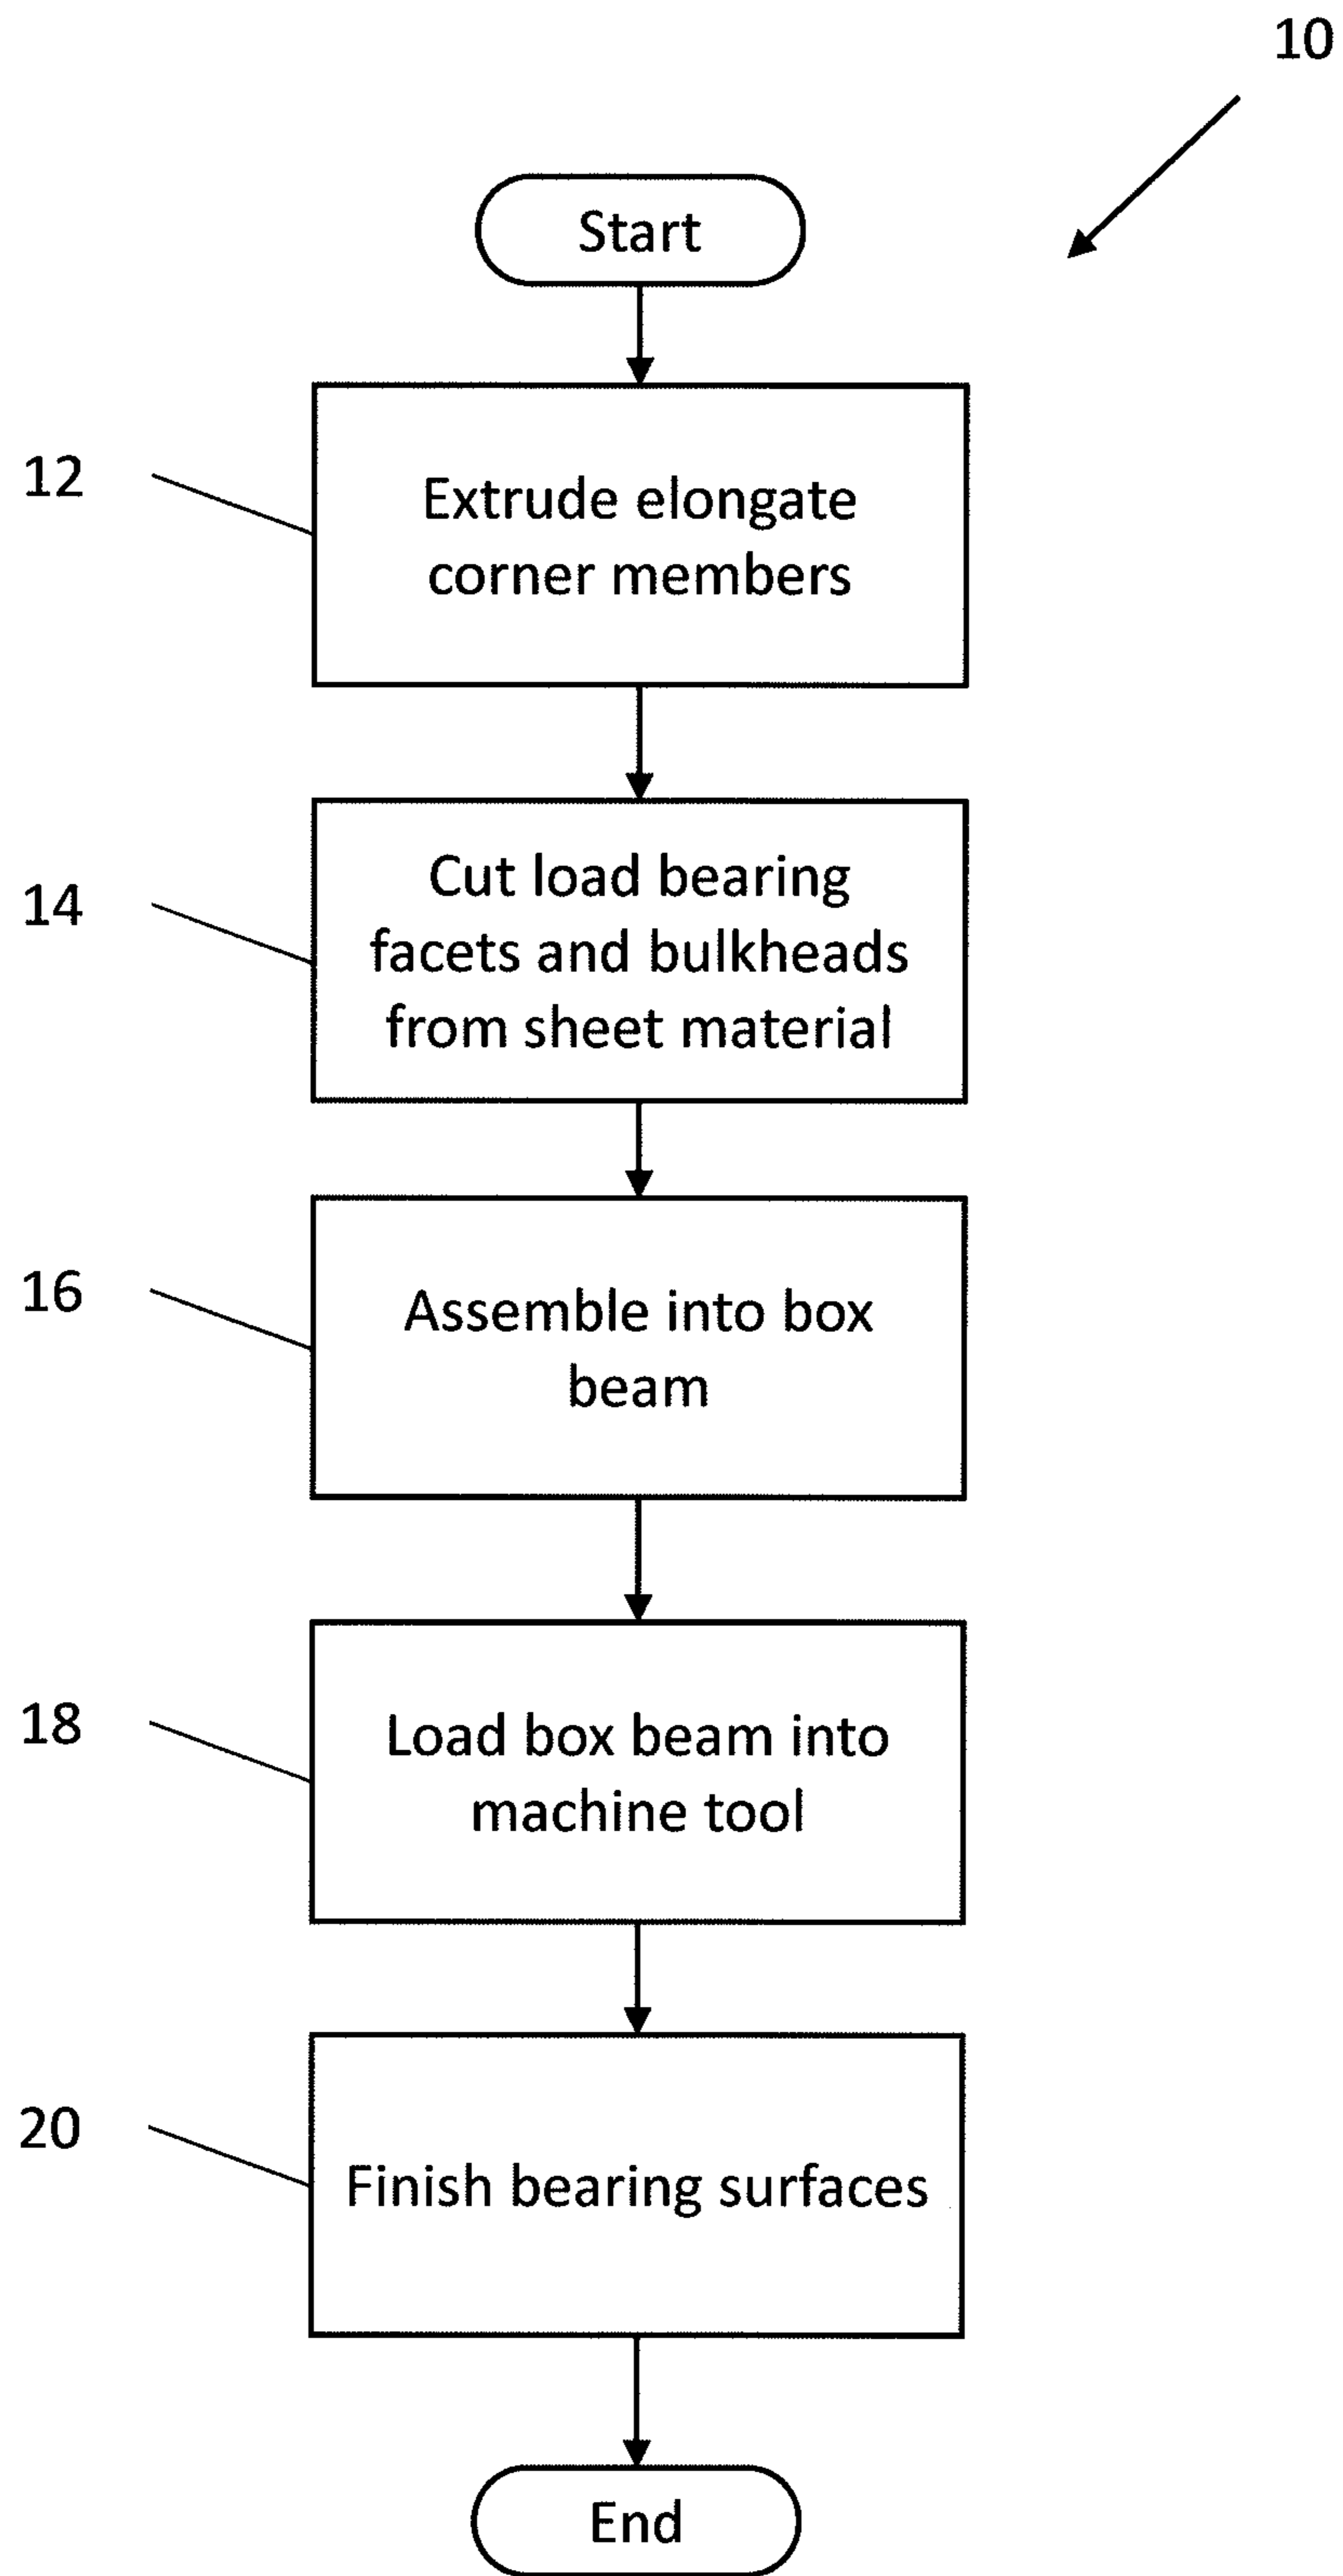 10
Start
12
Extrude elongate
corner members
14
Cut load bearing
facets and bulkheads
from sheet material
16
Assemble into box
beam
18
Load box beam into
machine tool
20
Finish bearing surfaces
End